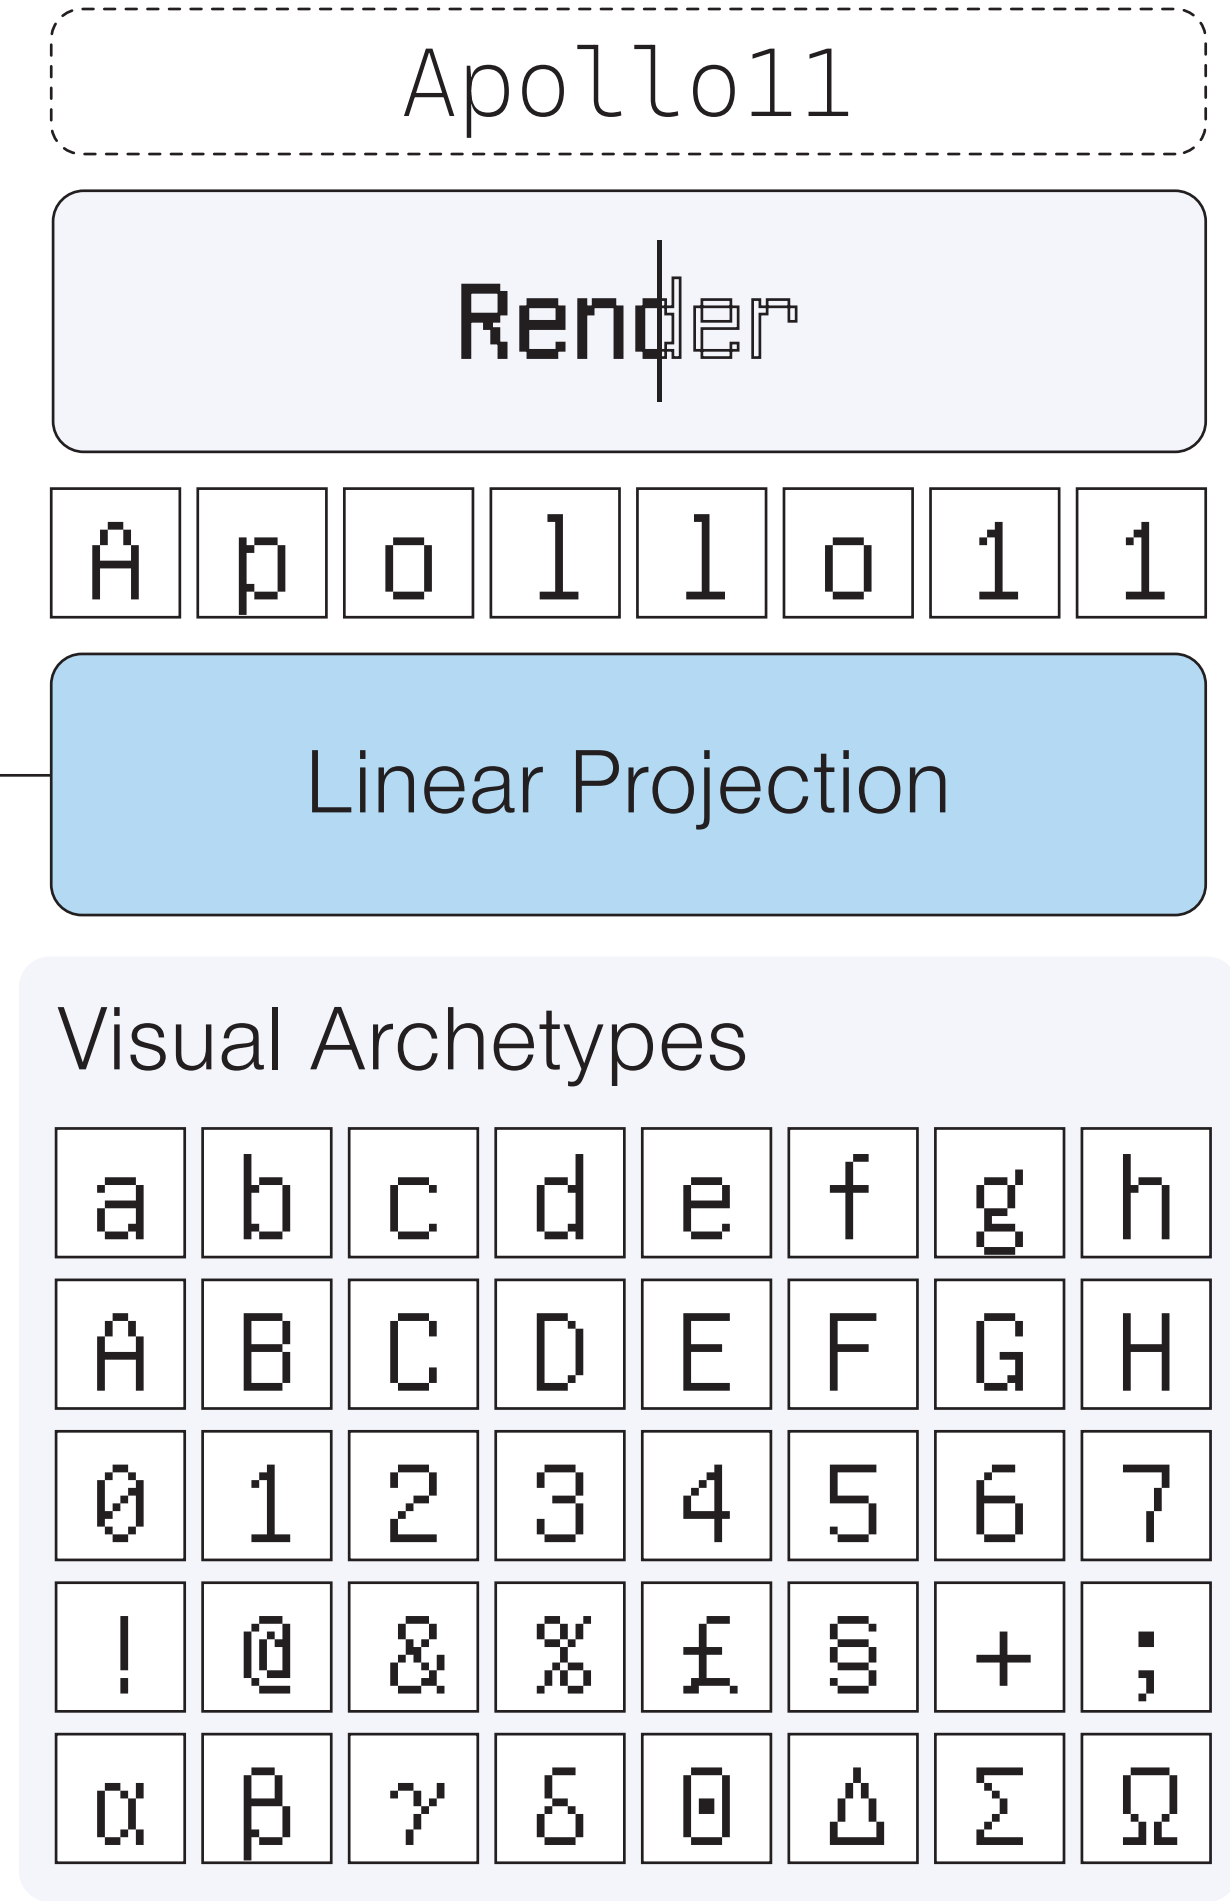 Apollo11
Render
A p o l l o 1 1
Linear Projection
Visual Archetypes
a b c d e f g h
A B C D E F G H
0 1 2 3 4 5 6 7
! @ & % £ § + ;
α β γ δ θ Δ Σ Ω